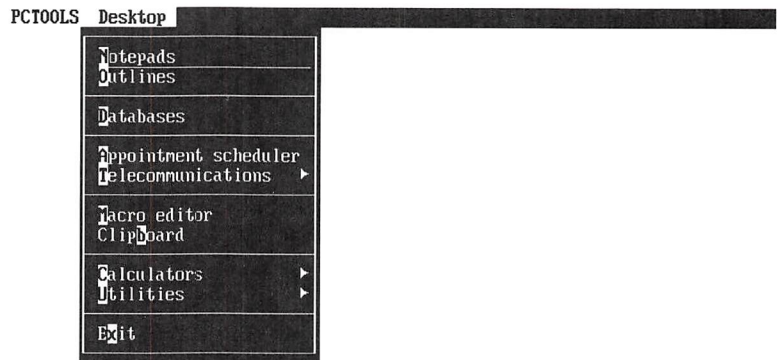 PCTOOLS Desktop
Notepads
Outlines
Databases
Appointment scheduler
Telecommunications
Macro editor
Clipboard
Calculators
Utilities
Exit